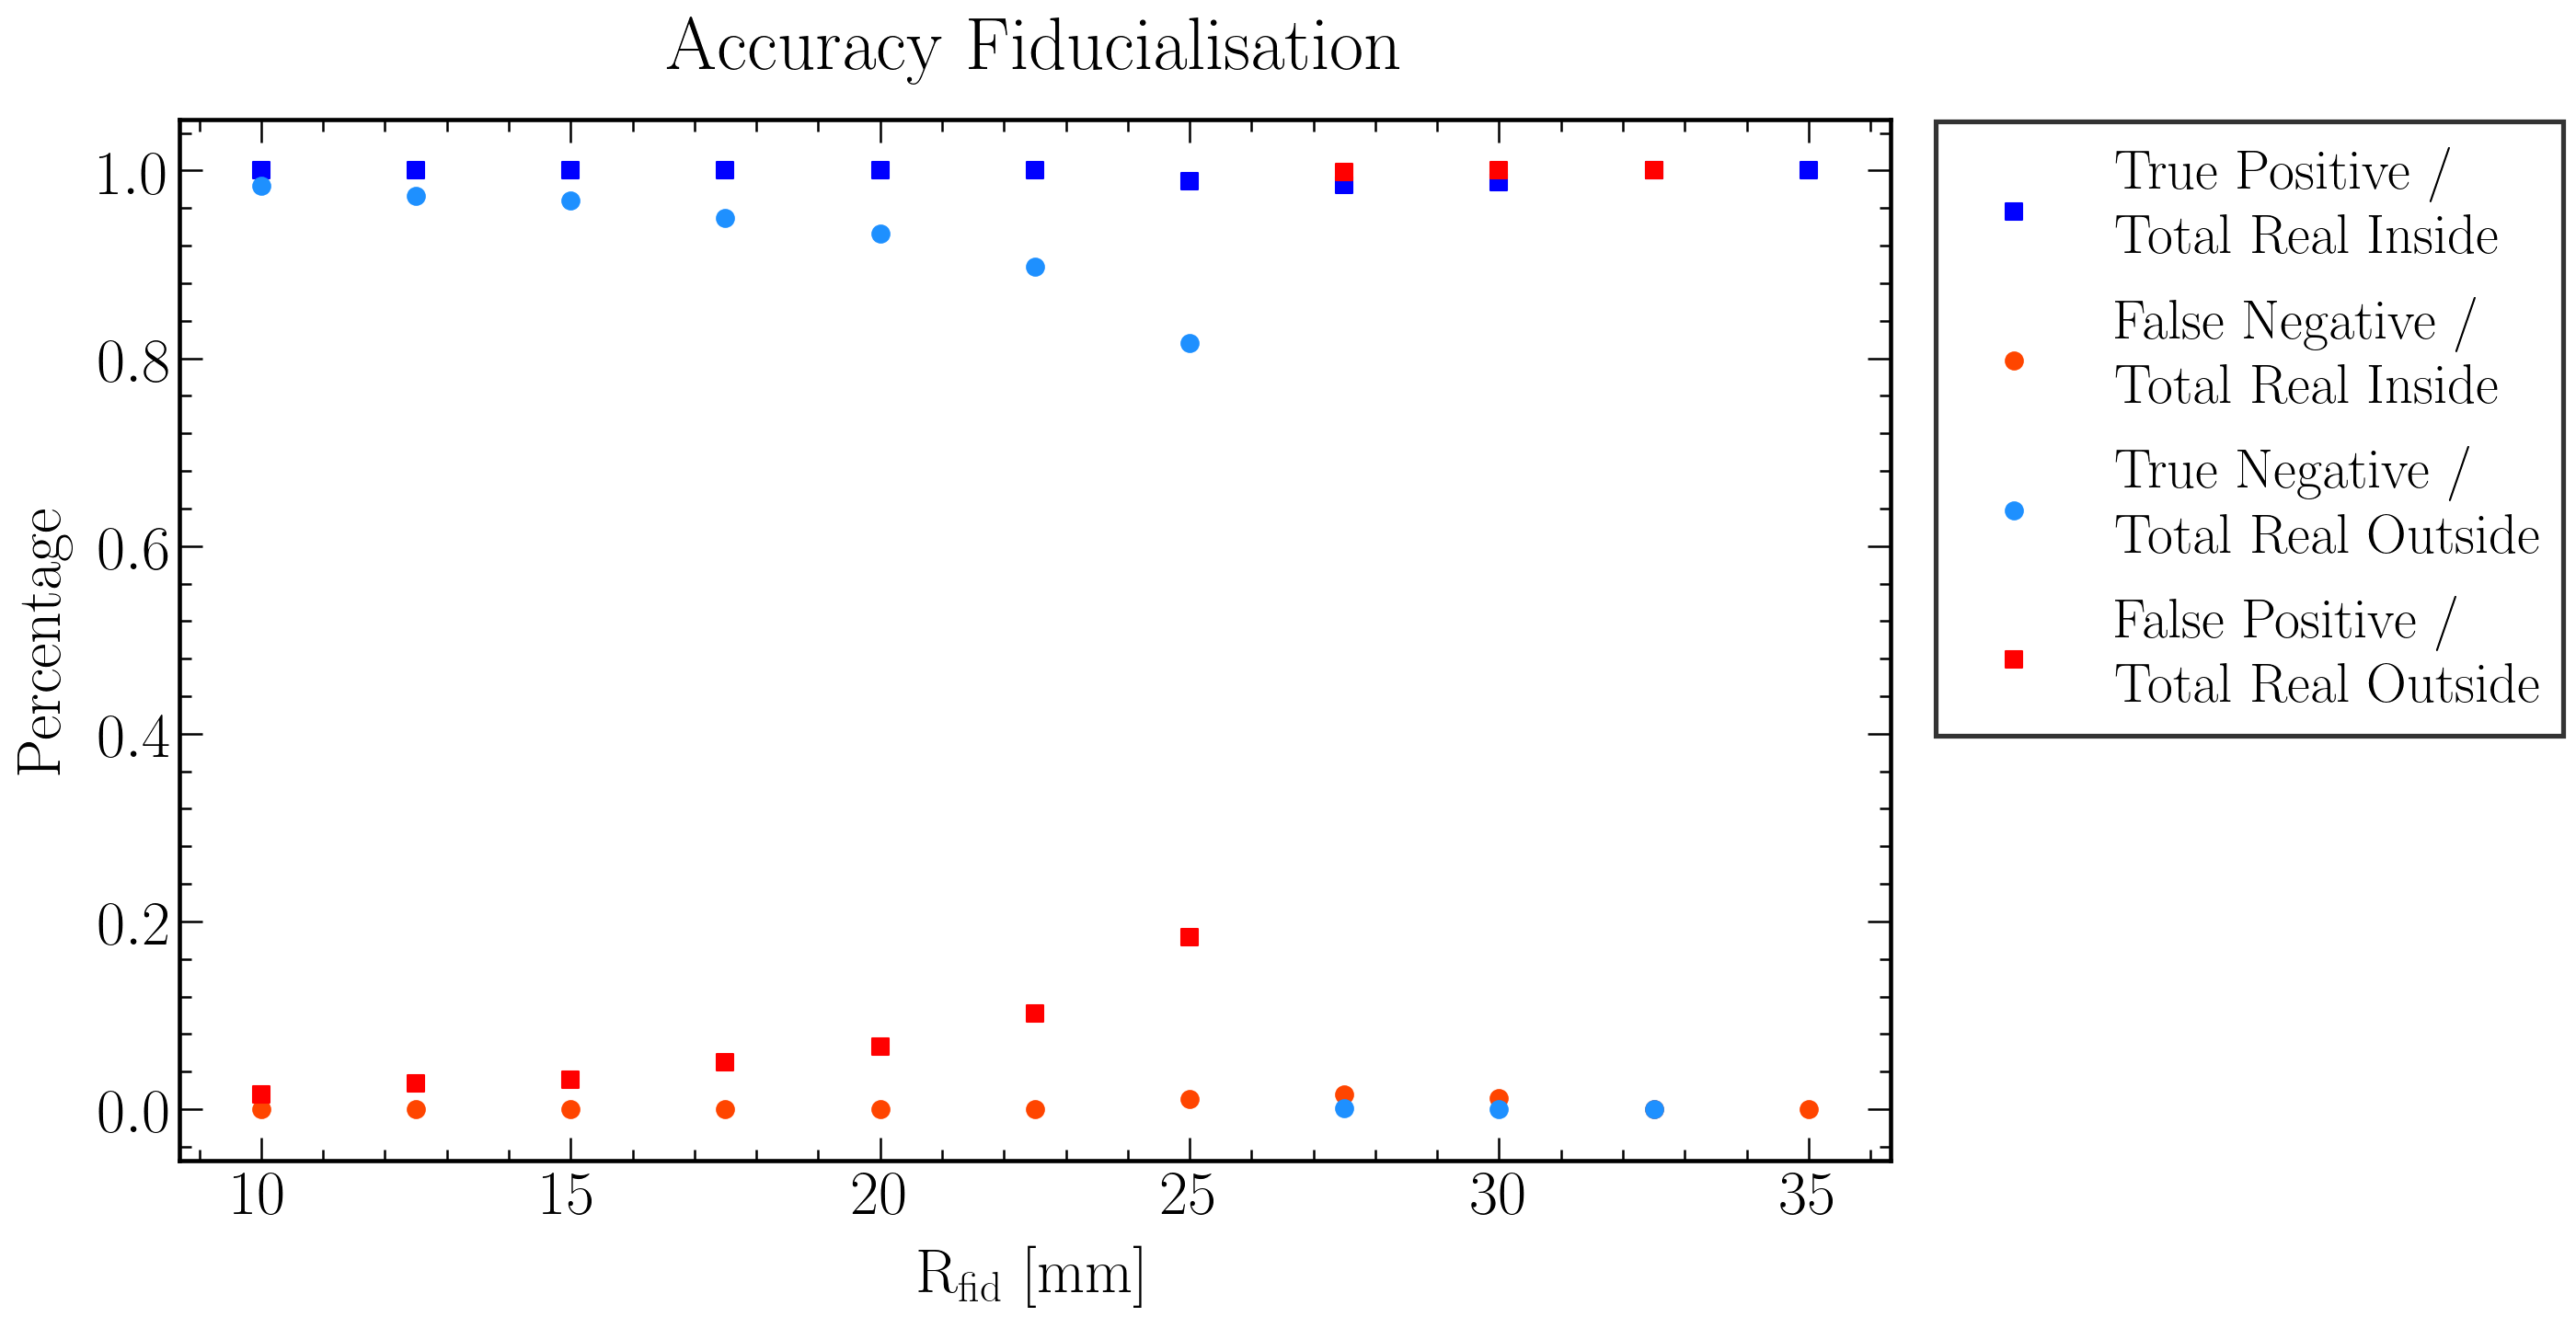 Accuracy Fiducialisation
1.0
0.8
0.6
0.4
0.2
0.0
Percentage
10 15 20 25 30 35
R_fid [mm]
True Positive /
Total Real Inside
False Negative /
Total Real Inside
True Negative /
Total Real Outside
False Positive /
Total Real Outside